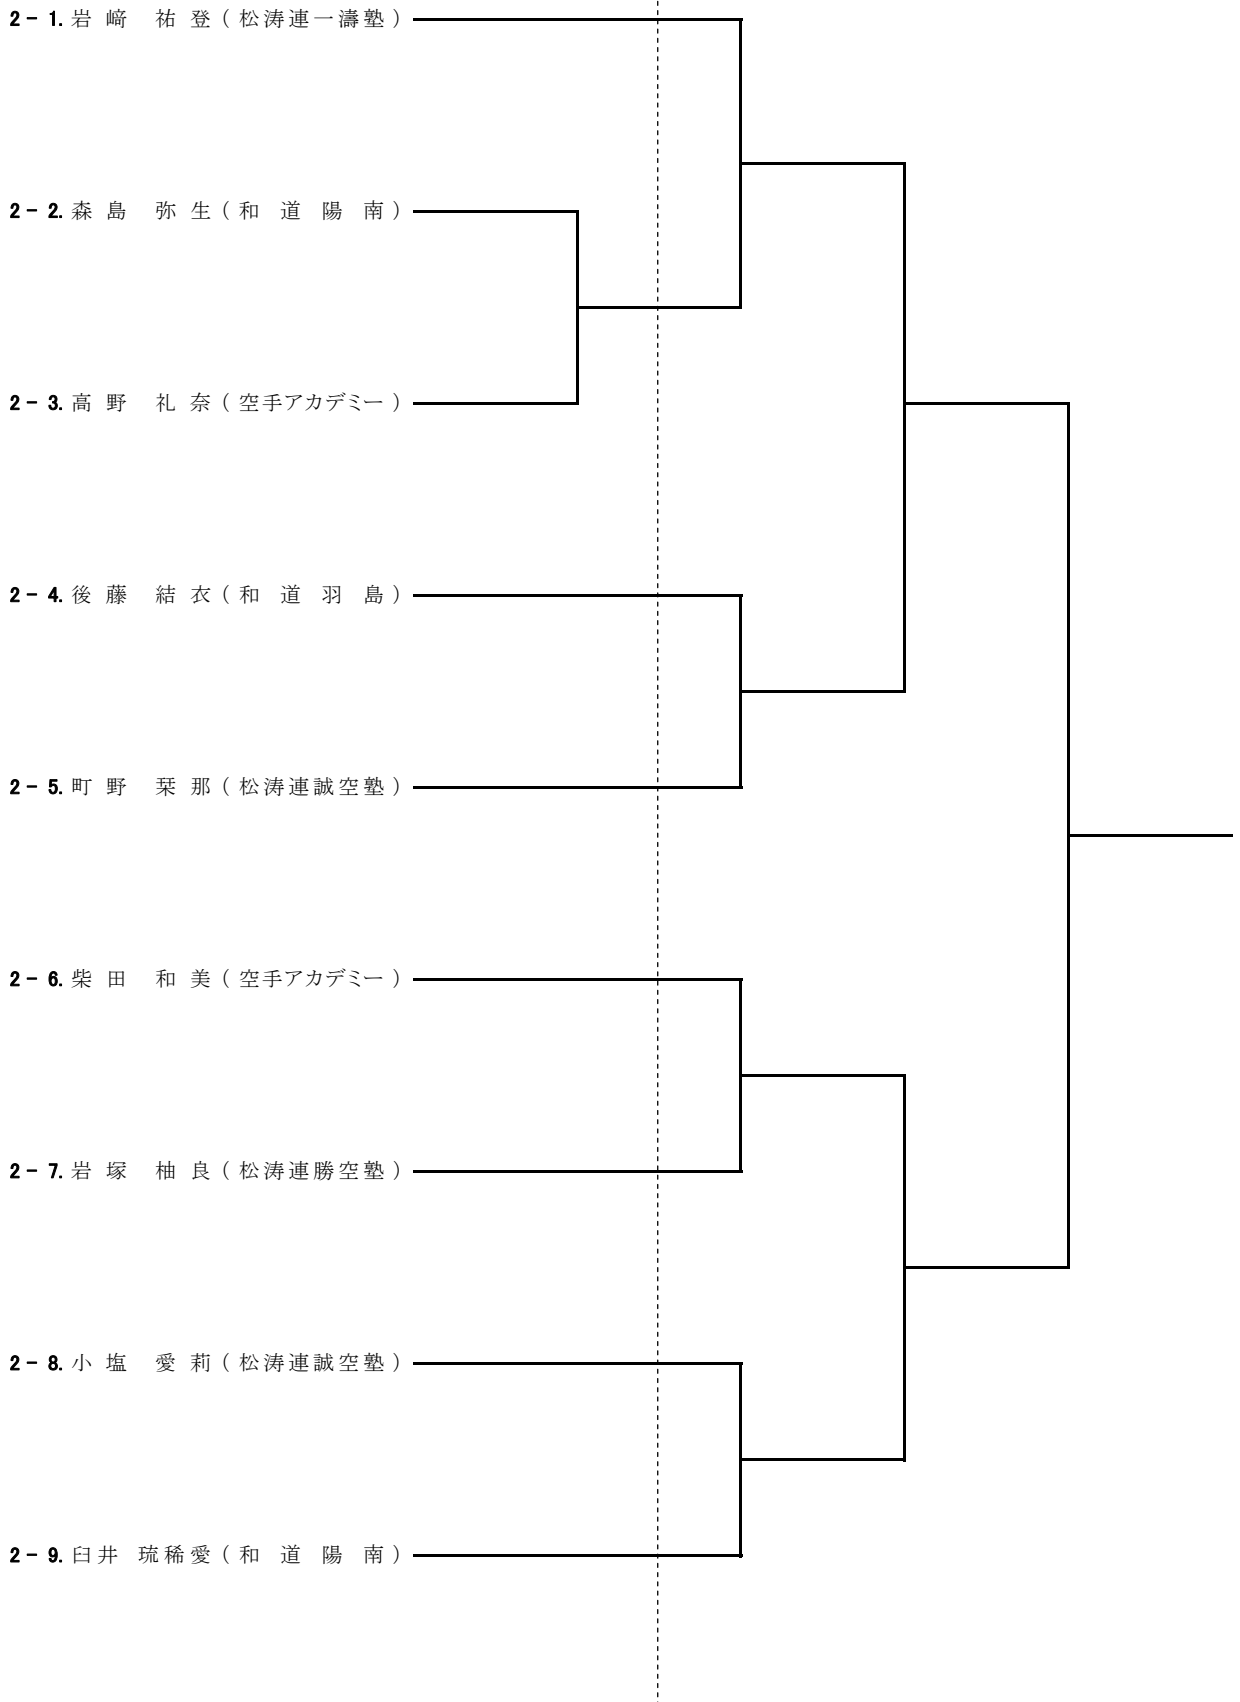 2－ 1. 岩 﨑　祐 登 ( 松涛連一濤塾 )
2－ 2. 森 島　弥 生 ( 和 道 陽 南 )
2－ 3. 高 野　礼 奈 ( 空手アカデミー )
2－ 4. 後 藤　結 衣 ( 和 道 羽 島 )
2－ 5. 町 野　栞 那 ( 松涛連誠空塾 )
2－ 6. 柴 田　和 美 ( 空手アカデミー )
2－ 7. 岩 塚　柚 良 ( 松涛連勝空塾 )
2－ 8. 小 塩　愛 莉 ( 松涛連誠空塾 )
2－ 9. 臼井　琉稀愛 ( 和 道 陽 南 )